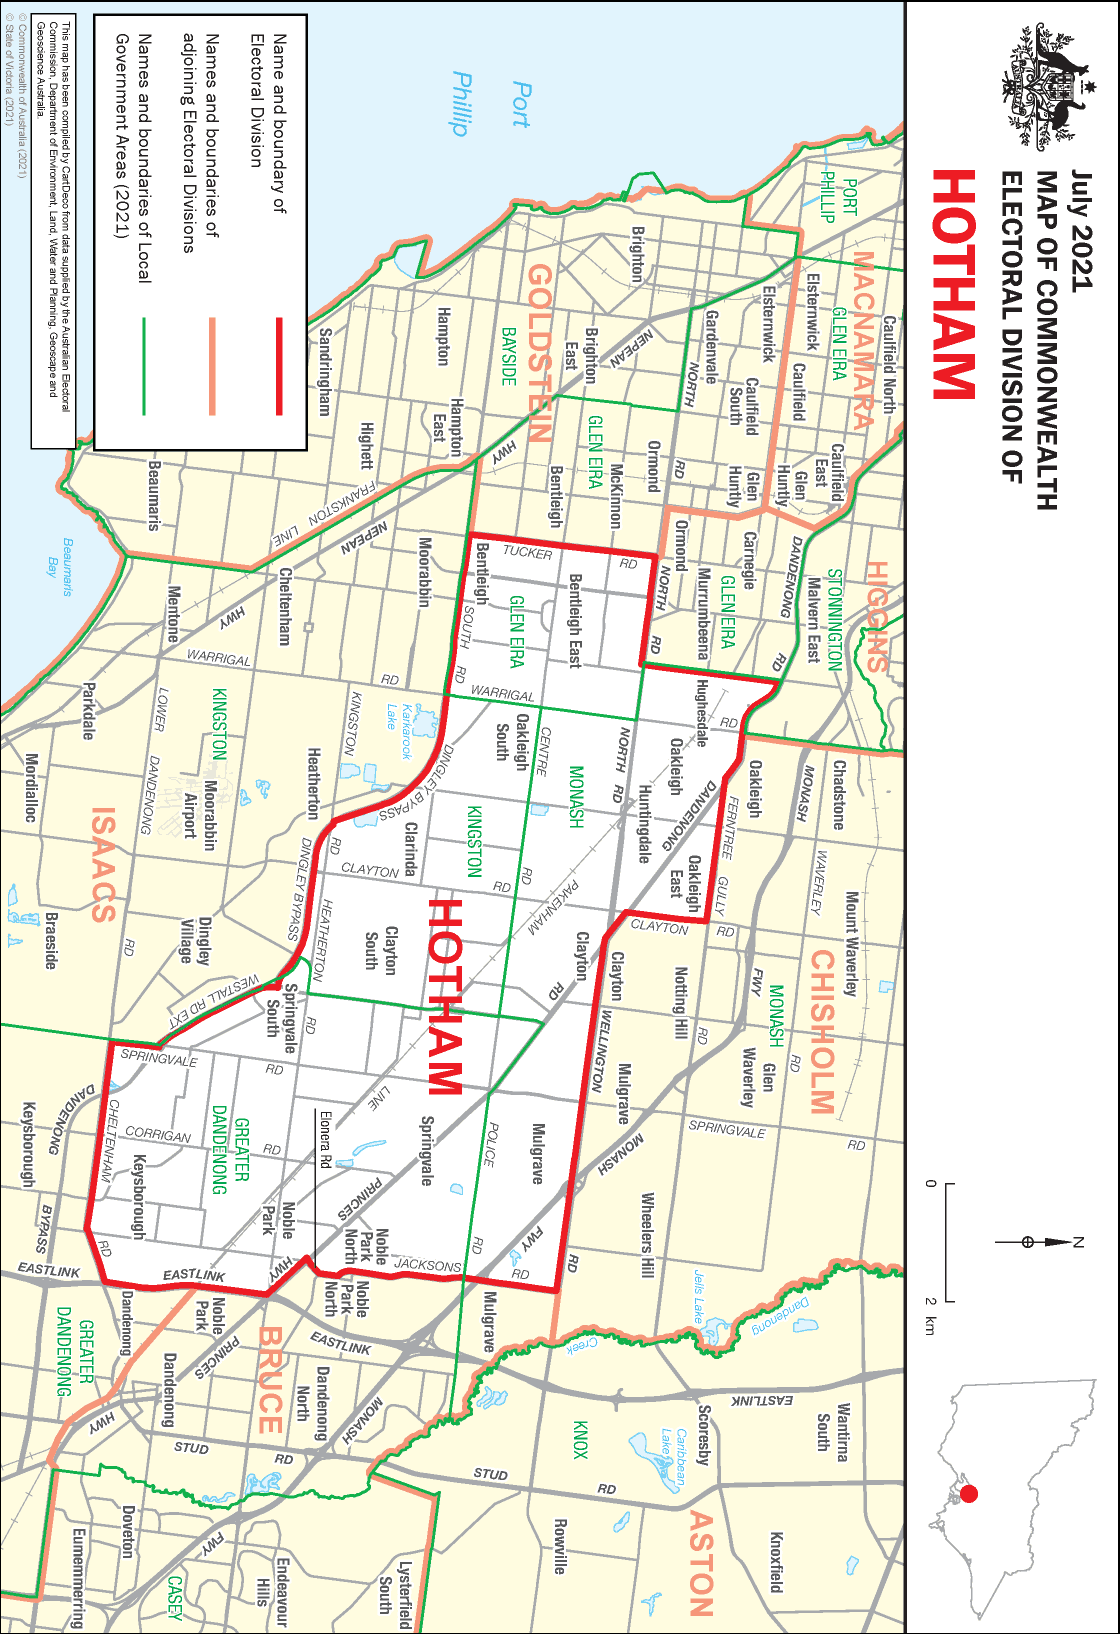 July 2021
MAP OF COMMONWEALTH
ELECTORAL DIVISION OF
HOTHAM
N
0
2 km
Name and boundary of
Electoral Division
Names and boundaries of
adjoining Electoral Divisions
Names and boundaries of Local
Government Areas (2021)
This map has been compiled by CartDeco from data supplied by the Australian Electoral
Commission, Department of Environment, Land, Water and Planning, Geoscape and
Geoscience Australia.
© Commonwealth of Australia (2021)
© State of Victoria (2021)
Port
Phillip
Beaumaris
Bay
PORT
PHILLIP
MACNAMARA
Caulfield North
Elsternwick
GLEN EIRA
Elsternwick
Caulfield
Caulfield
East
Glen
Huntly
Gardenvale
Caulfield
South
Glen
Huntly
NORTH
RD
Brighton
Brighton
East
NEPEAN
HWY
GOLDSTEIN
BAYSIDE
GLEN EIRA
Ormond
McKinnon
Bentleigh
Hampton
Hampton
East
Sandringham
Highett
Beaumaris
FRANKSTON
LINE
NEPEAN
HWY
HIGGINS
STONNINGTON
Malvern East
DANDENONG
RD
Carnegie
Ormond
Murrumbeena
GLEN EIRA
NORTH
RD
TUCKER
RD
Bentleigh
Bentleigh East
GLEN EIRA
SOUTH
RD
WARRIGAL
Moorabbin
Cheltenham
Mentone
WARRIGAL
RD
Hughesdale
RD
Oakleigh
Oakleigh
Chadstone
MONASH
FWY
WAVERLEY
RD
Mount Waverley
FERNTREE
GULLY
RD
DANDENONG
RD
Huntingdale
Oakleigh
East
NORTH
RD
MONASH
CENTRE
RD
Oakleigh
South
KINGSTON
Karkarook
Lake
DINGLEY BYPASS
Clarinda
CLAYTON
RD
PAKENHAM
LINE
Clayton
Clayton
CLAYTON
RD
Clayton
South
HOTHAM
KINGSTON
KINGSTON
RD
HEATHERTON
RD
Heatherton
DINGLEY BYPASS
Moorabbin
Airport
LOWER
DANDENONG
RD
Parkdale
Mordialloc
ISAACS
Braeside
Dingley
Village
WESTALL RD EXT
Springvale
South
SPRINGVALE
RD
CHISHOLM
MONASH
Notting Hill
RD
Glen
Waverley
WELLINGTON
RD
Mulgrave
MONASH
FWY
SPRINGVALE
RD
Wheelers Hill
Mulgrave
POLICE
RD
Springvale
PRINCES
HWY
Elonera Rd
GREATER
DANDENONG
RD
CORRIGAN
Keysborough
CHELTENHAM
RD
DANDENONG
BYPASS
Keysborough
Noble
Park
Noble
Park
North
JACKSONS
RD
Noble
Park
North
Mulgrave
EASTLINK
EASTLINK
Noble
Park
PRINCES
HWY
Dandenong
Dandenong
GREATER
DANDENONG
BRUCE
EASTLINK
Dandenong
North
MONASH
FWY
STUD
RD
Jells Lake
Dandenong
Creek
EASTLINK
Wantirna
South
Scoresby
Caribbean
Lake
KNOX
STUD
RD
ASTON
Rowville
Knoxfield
Lysterfield
South
Endeavour
Hills
CASEY
Doveton
Eumemmerring